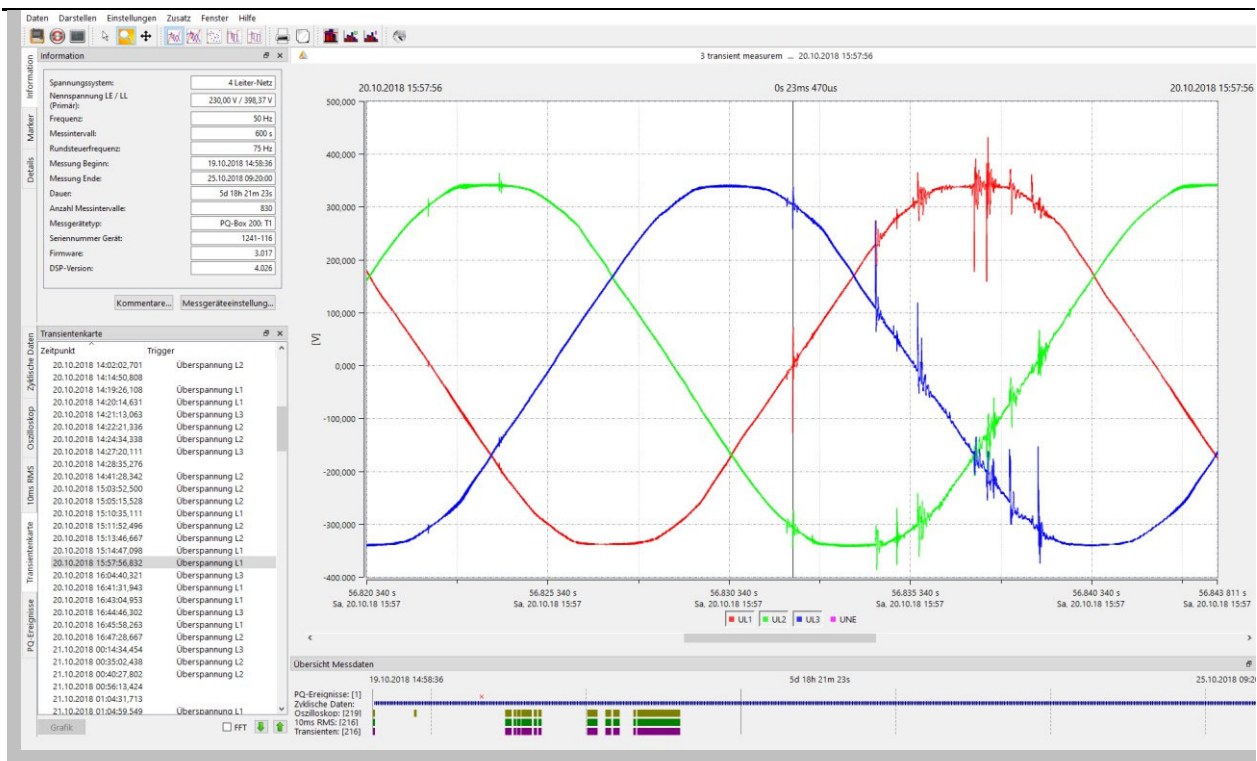 Daten Darstellen Einstellungen Zusatz Fenster Hilfe
Information
Marker
Details
Zyklische Daten
Oszilloskop
10ms RMS
Transientenkarte
PQ-Ereignisse
Information
Spannungssystem: 4 Leiter-Netz
Nennspannung LE / LL
(Primär): 230,00 V / 398,37 V
Frequenz: 50 Hz
Messintervall: 600 s
Rundsteuerfrequenz: 75 Hz
Messung Beginn: 19.10.2018 14:58:36
Messung Ende: 25.10.2018 09:20:00
Dauer: 5d 18h 21m 23s
Anzahl Messintervalle: 830
Messgerätetyp: PQ-Box 200: T1
Seriennummer Gerät: 1241-116
Firmware: 3.017
DSP-Version: 4.026
Kommentare... Messgeräteeinstellung...
Transientenkarte
Zeitpunkt Trigger
20.10.2018 14:02:02,701 Überspannung L2
20.10.2018 14:14:50,808
20.10.2018 14:19:26,108 Überspannung L1
20.10.2018 14:20:14,631 Überspannung L1
20.10.2018 14:21:13,063 Überspannung L3
20.10.2018 14:22:21,336 Überspannung L2
20.10.2018 14:24:34,338 Überspannung L2
20.10.2018 14:27:20,111 Überspannung L3
20.10.2018 14:28:35,276
20.10.2018 14:41:28,342 Überspannung L2
20.10.2018 15:03:52,500 Überspannung L2
20.10.2018 15:05:15,528 Überspannung L2
20.10.2018 15:10:35,111 Überspannung L1
20.10.2018 15:11:52,496 Überspannung L2
20.10.2018 15:13:46,667 Überspannung L2
20.10.2018 15:14:47,098 Überspannung L1
20.10.2018 15:57:56,832 Überspannung L1
20.10.2018 16:04:40,321 Überspannung L3
20.10.2018 16:41:31,943 Überspannung L1
20.10.2018 16:43:04,953 Überspannung L1
20.10.2018 16:44:46,302 Überspannung L3
20.10.2018 16:45:58,263 Überspannung L1
20.10.2018 16:47:28,667 Überspannung L2
21.10.2018 00:14:34,454 Überspannung L3
21.10.2018 00:35:02,438 Überspannung L2
21.10.2018 00:40:27,802 Überspannung L2
21.10.2018 00:56:13,424
21.10.2018 01:04:31,713
21.10.2018 01:04:59,549 Überspannung L1
Grafik FFT
3 transient measurem ... 20.10.2018 15:57:56
20.10.2018 15:57:56 0s 23ms 470us 20.10.2018 15:57:56
500,000
400,000
300,000
200,000
100,000
0,000
-100,000
-200,000
-300,000
-400,000
[V]
56.820 340 s 56.825 340 s 56.830 340 s 56.835 340 s 56.840 340 s 56.843 811 s
Sa. 20.10.18 15:57 Sa. 20.10.18 15:57 Sa. 20.10.18 15:57 Sa. 20.10.18 15:57 Sa. 20.10.18 15:57 Sa. 20.10.18 15:57
UL1 UL2 UL3 UNE
Übersicht Messdaten
19.10.2018 14:58:36 5d 18h 21m 23s 25.10.2018 09:20
PQ-Ereignisse: [1]
Zyklische Daten:
Oszilloskop: [219]
10ms RMS: [216]
Transienten: [216]